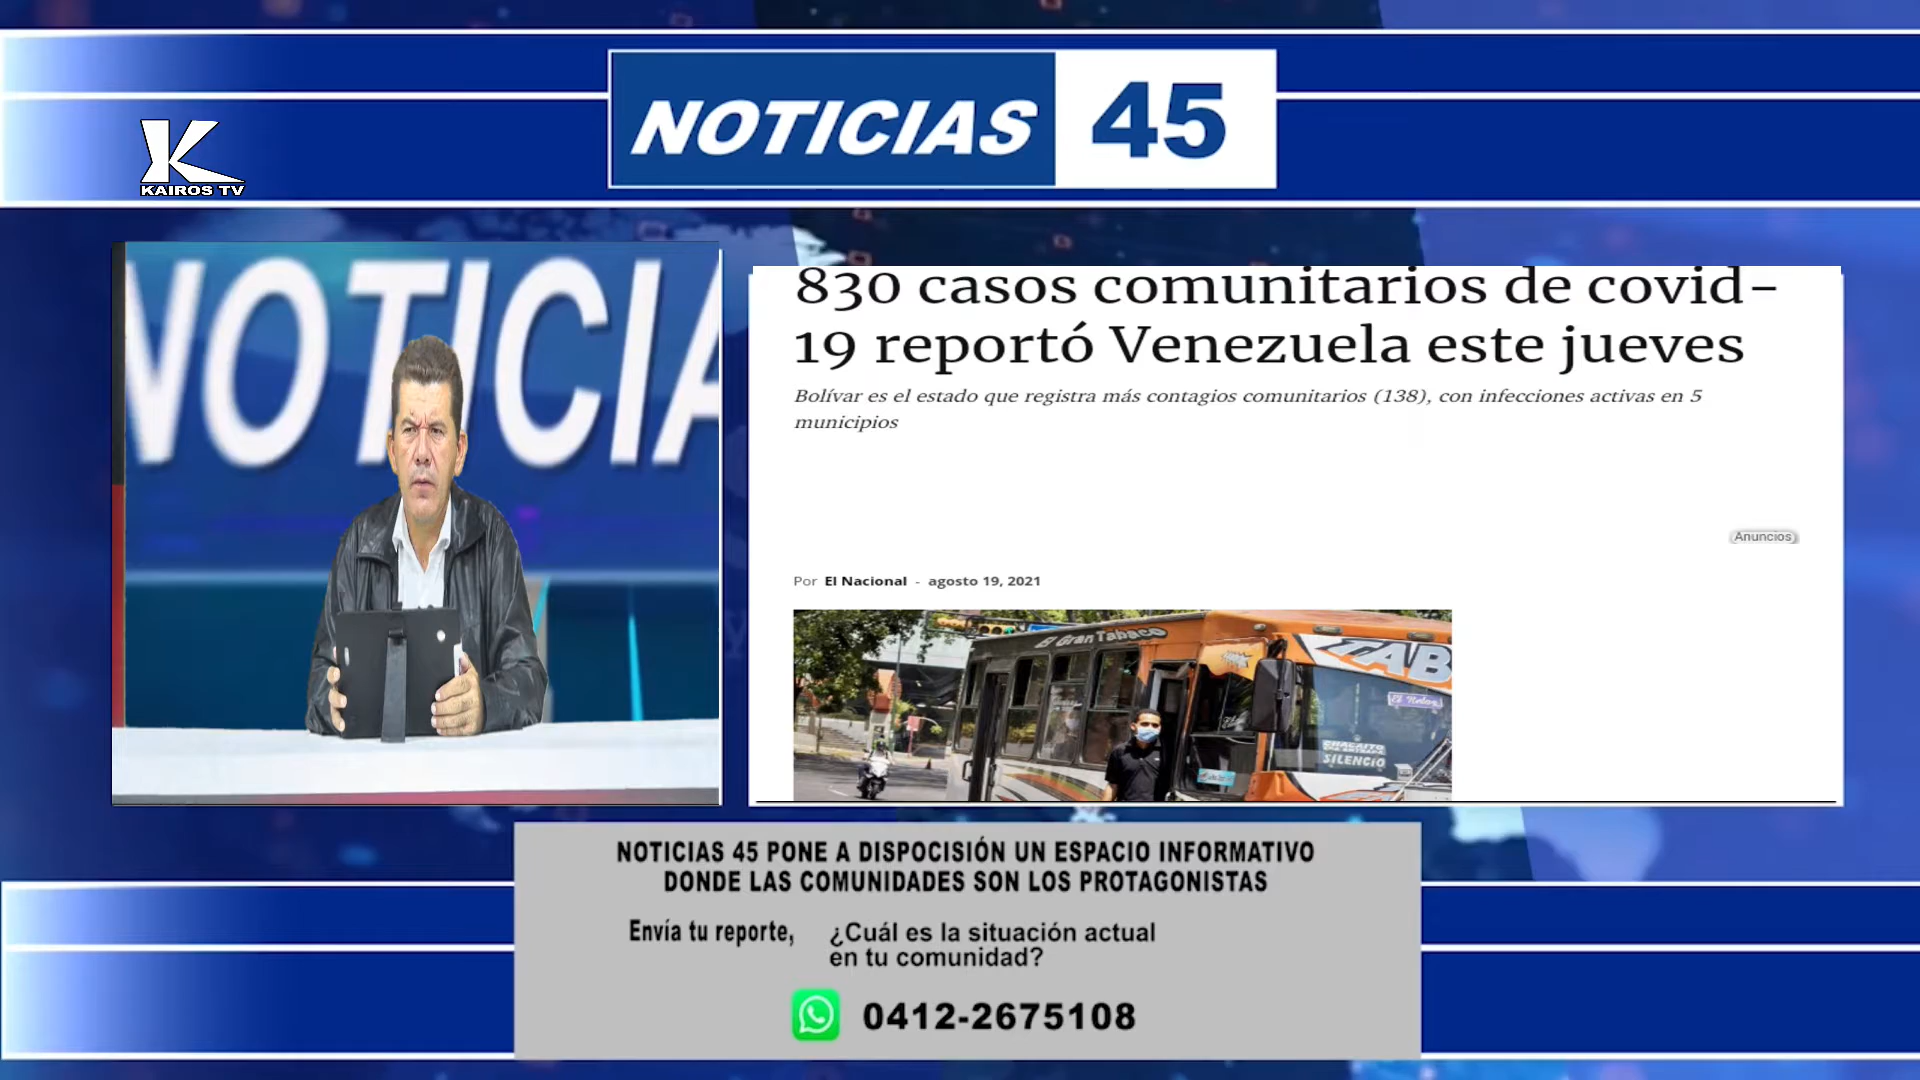 NOTICIAS 45
KAIROS TV
NOTICIA
830 casos comunitarios de covid-
19 reportó Venezuela este jueves
Bolívar es el estado que registra más contagios comunitarios (138), con infecciones activas en 5
municipios
Anuncios
Por El Nacional - agosto 19, 2021
El Gran Tabaco
TAB
CHACAITO
SILENCIO
NOTICIAS 45 PONE A DISPOCISIÓN UN ESPACIO INFORMATIVO
DONDE LAS COMUNIDADES SON LOS PROTAGONISTAS
Envía tu reporte,
¿Cuál es la situación actual
en tu comunidad?
0412-2675108